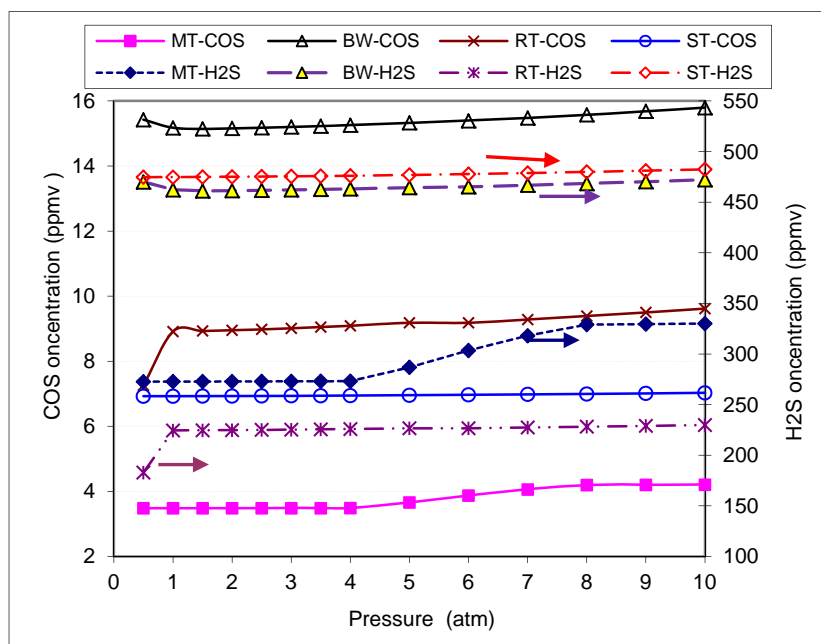 MT-COS BW-COS RT-COS ST-COS
MT-H2S BW-H2S RT-H2S ST-H2S
16 550
14 500
12 450
10 400
8 350
6 300
4 250
2 200
150
100
COS oncentration (ppmv)
H2S oncentration (ppmv)
0 1 2 3 4 5 6 7 8 9 10
Pressure (atm)